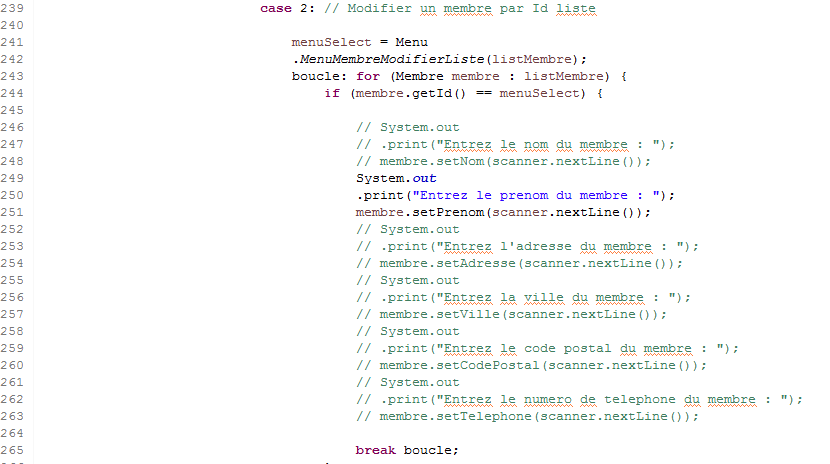 239 case 2: // Modifier un membre par Id liste
240
241 menuSelect = Menu
242 .MenuMembreModifierListe(listMembre);
243 boucle: for (Membre membre : listMembre) {
244 if (membre.getId() == menuSelect) {
245
246 // System.out
247 // .print("Entrez le nom du membre : ");
248 // membre.setNom(scanner.nextLine());
249 System.out
250 .print("Entrez le prenom du membre : ");
251 membre.setPrenom(scanner.nextLine());
252 // System.out
253 // .print("Entrez l'adresse du membre : ");
254 // membre.setAdresse(scanner.nextLine());
255 // System.out
256 // .print("Entrez la ville du membre : ");
257 // membre.setVille(scanner.nextLine());
258 // System.out
259 // .print("Entrez le code postal du membre : ");
260 // membre.setCodePostal(scanner.nextLine());
261 // System.out
262 // .print("Entrez le numero de telephone du membre : ");
263 // membre.setTelephone(scanner.nextLine());
264
265 break boucle;